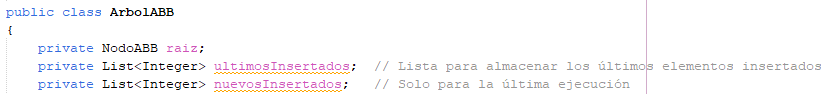 public class ArbolABB
{
private NodoABB raiz;
private List<Integer> ultimosInsertados; // Lista para almacenar los últimos elementos insertados
private List<Integer> nuevosInsertados; // Solo para la última ejecución